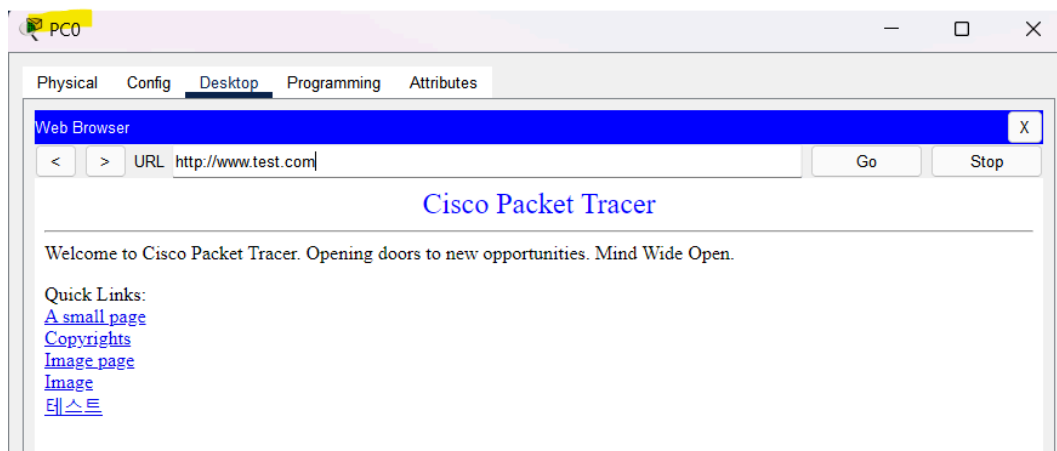 PC0
Physical Config Desktop Programming Attributes
Web Browser X
< > URL http://www.test.com Go Stop
Cisco Packet Tracer
Welcome to Cisco Packet Tracer. Opening doors to new opportunities. Mind Wide Open.
Quick Links:
A small page
Copyrights
Image page
Image
테스트